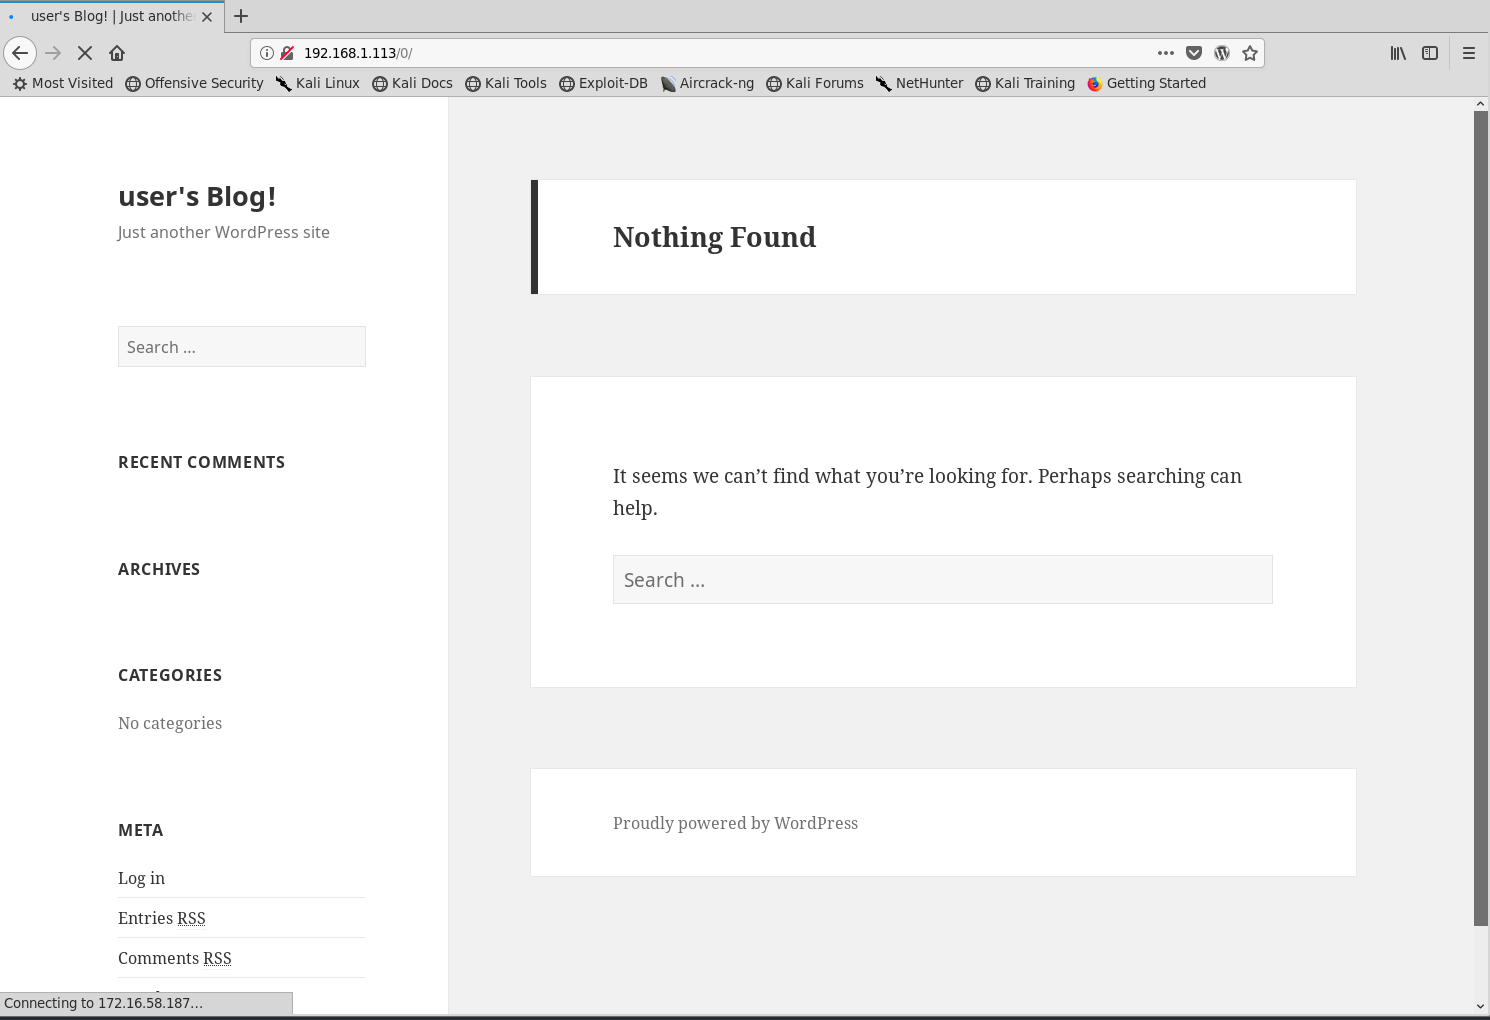 user's Blog! | Just anothe
192.168.1.113/0/
Most Visited Offensive Security Kali Linux Kali Docs Kali Tools Exploit-DB Aircrack-ng Kali Forums NetHunter Kali Training Getting Started
user's Blog!
Just another WordPress site
Search ...
RECENT COMMENTS
ARCHIVES
CATEGORIES
No categories
META
Log in
Entries RSS
Comments RSS
Nothing Found
It seems we can’t find what you’re looking for. Perhaps searching can
help.
Search ...
Proudly powered by WordPress
Connecting to 172.16.58.187…